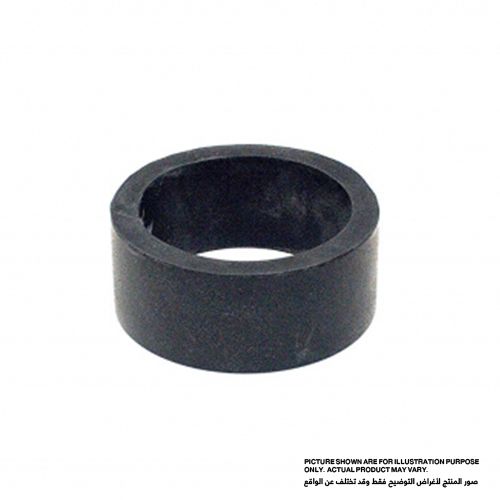 PICTURE SHOWN ARE FOR ILLUSTRATION PURPOSE
ONLY. ACTUAL PRODUCT MAY VARY.
صور المنتج لأغراض التوضيح فقط وقد تختلف عن الواقع